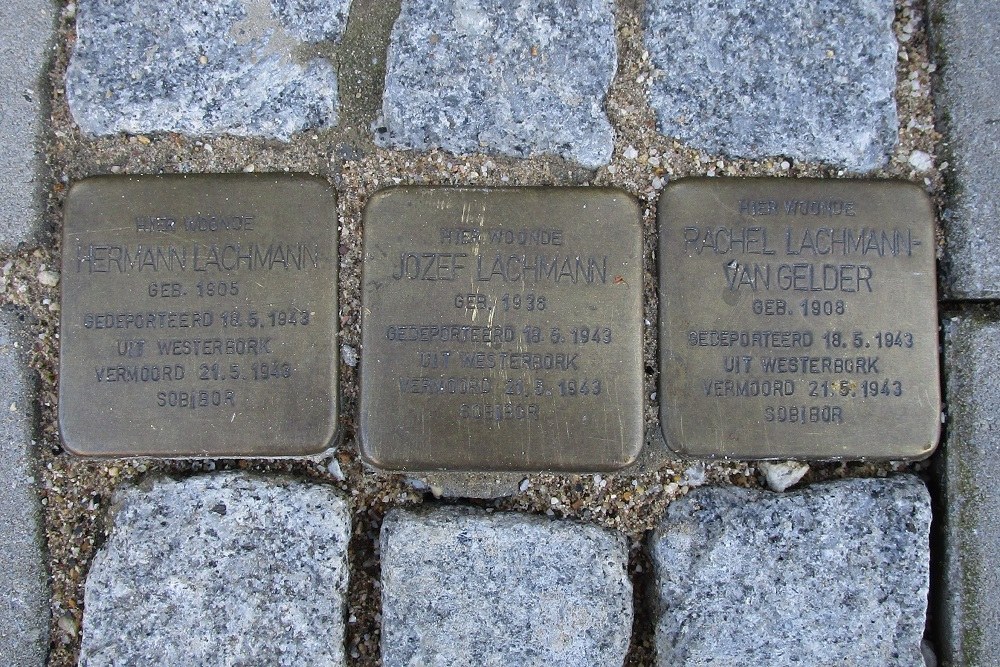 HIER WOONDE
HERMANN LACHMANN
GEB. 1905
GEDEPORTEERD 18.5.1943
UIT WESTERBORK
VERMOORD 21.5.1943
SOBIBOR
HIER WOONDE
JOZEF LACHMANN
GEB. 1938
GEDEPORTEERD 18.5.1943
UIT WESTERBORK
VERMOORD 21.5.1943
SOBIBOR
HIER WOONDE
RACHEL LACHMANN-
VAN GELDER
GEB. 1908
GEDEPORTEERD 18.5.1943
UIT WESTERBORK
VERMOORD 21.5.1943
SOBIBOR